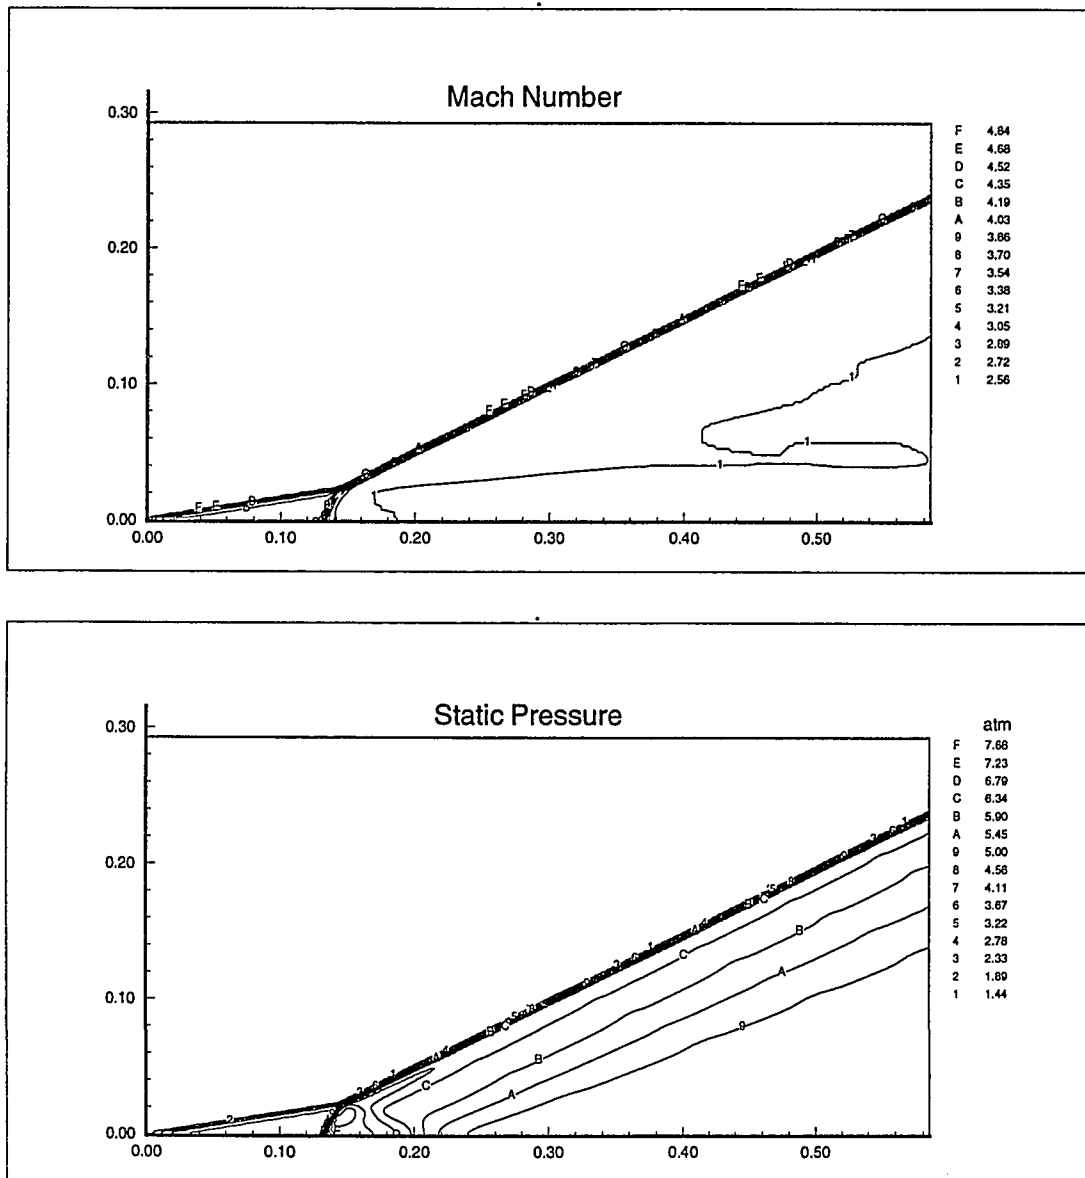 Mach Number
0.30
0.20
0.10
0.00
0.00 0.10 0.20 0.30 0.40 0.50
F 4.84
E 4.68
D 4.52
C 4.35
B 4.19
A 4.03
9 3.86
8 3.70
7 3.54
6 3.38
5 3.21
4 3.05
3 2.89
2 2.72
1 2.56
F E D
F E
F E
1
1
1
1
Static Pressure
0.30
0.20
0.10
0.00
0.00 0.10 0.20 0.30 0.40 0.50
atm
F 7.68
E 7.23
D 6.79
C 6.34
B 5.90
A 5.45
9 5.00
8 4.56
7 4.11
6 3.67
5 3.22
4 2.78
3 2.33
2 1.89
1 1.44
C
B
A
9
C
B
A
2